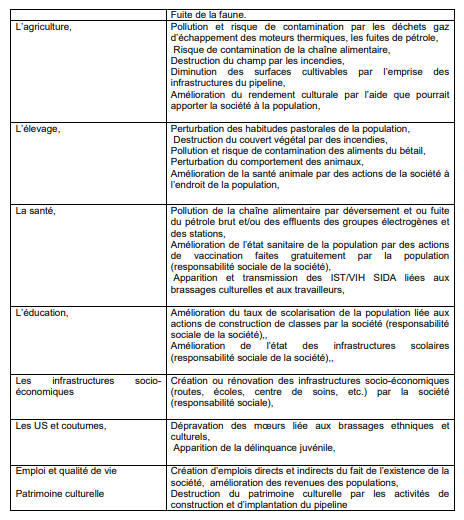 Fuite de la faune.
L'agriculture,
Pollution et risque de contamination par les déchets gaz
d'échappement des moteurs thermiques, les fuites de pétrole,
Risque de contamination de la chaîne alimentaire,
Destruction du champ par les incendies,
Diminution des surfaces cultivables par l'emprise des
infrastructures du pipeline,
Amélioration du rendement culturale par l'aide que pourrait
apporter la société à la population,
L'élevage,
Perturbation des habitudes pastorales de la population,
Destruction du couvert végétal par des incendies,
Pollution et risque de contamination des aliments du bétail,
Perturbation du comportement des animaux,
Amélioration de la santé animale par des actions de la société à
l'endroit de la population,
La santé,
Pollution de la chaîne alimentaire par déversement et ou fuite
du pétrole brut et/ou des effluents des groupes électrogènes et
des stations,
Amélioration de l'état sanitaire de la population par des actions
de vaccination faites gratuitement par la population
(responsabilité sociale de la société),
Apparition et transmission des IST/VIH SIDA liées aux
brassages culturelles et aux travailleurs,
L'éducation,
Amélioration du taux de scolarisation de la population liée aux
actions de construction de classes par la société (responsabilité
sociale de la société),,
Amélioration de l'état des infrastructures scolaires
(responsabilité sociale de la société),,
Les infrastructures socio-
économiques
Création ou rénovation des infrastructures socio-économiques
(routes, écoles, centre de soins, etc.) par la société
(responsabilité sociale),
Les US et coutumes,
Dépravation des mœurs liée aux brassages ethniques et
culturels,
Apparition de la délinquance juvénile,
Emploi et qualité de vie
Création d'emplois directs et indirects du fait de l'existence de la
société, amélioration des revenues des populations,
Patrimoine culturelle
Destruction du patrimoine culturelle par les activités de
construction et d'implantation du pipeline